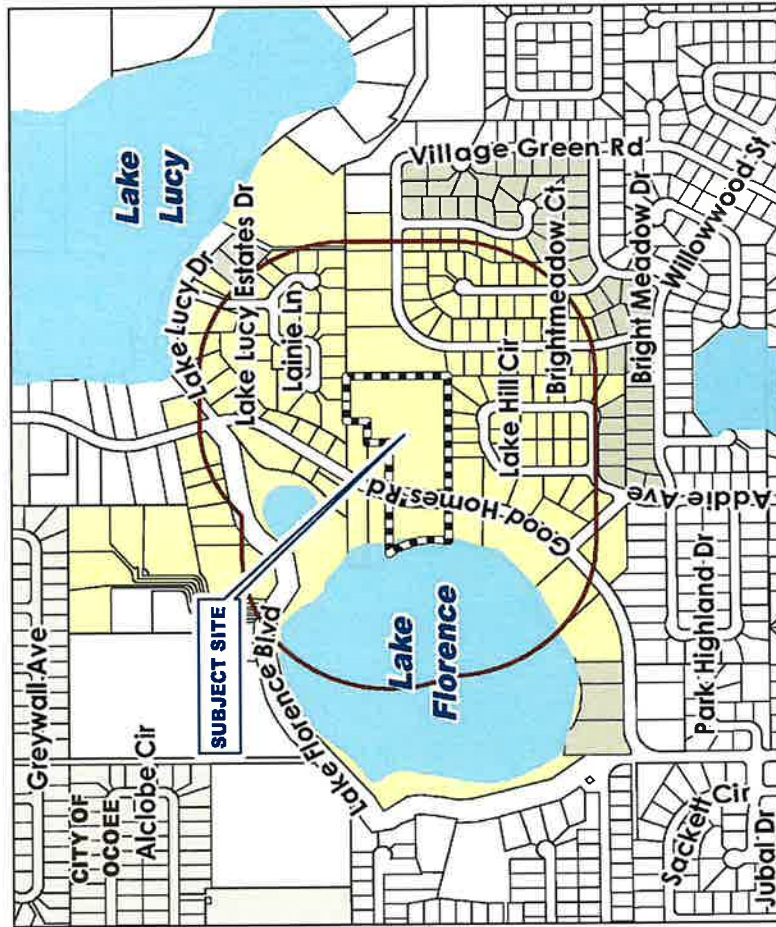 Lake
Lucy
Greywall Ave
Lake Lucy Dr
Lake Lucy Estates Dr
Lainie Ln
Village Green Rd
CITY OF
OCOEE
Alclobe Cir
SUBJECT SITE
Lake Florence Blvd
Good Homes Rd
Lake
Florence
Lake Hill Cir
Brightmeadow Ct
Bright Meadow Dr
Willowwood St
Addie Ave
Park Highland Dr
Sackett Cir
Jubal Dr